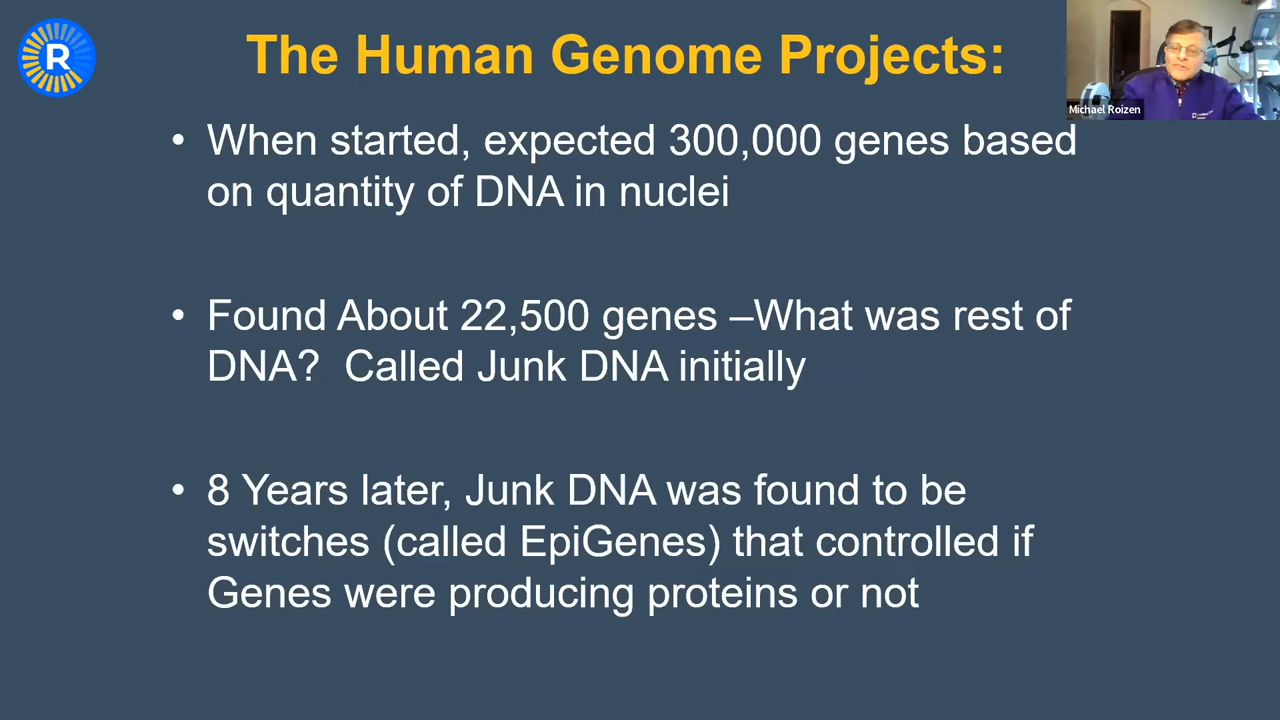 R
The Human Genome Projects:
Michael Roizen
• When started, expected 300,000 genes based
on quantity of DNA in nuclei
• Found About 22,500 genes –What was rest of
DNA?  Called Junk DNA initially
• 8 Years later, Junk DNA was found to be
switches (called EpiGenes) that controlled if
Genes were producing proteins or not